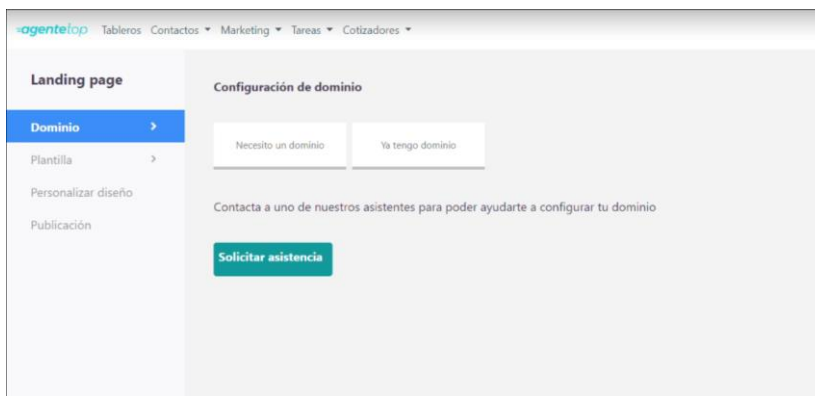 agentetop Tableros Contactos Marketing Tareas Cotizadores
Landing page
Dominio
Plantilla
Personalizar diseño
Publicación
Configuración de dominio
Necesito un dominio Ya tengo dominio
Contacta a uno de nuestros asistentes para poder ayudarte a configurar tu dominio
Solicitar asistencia